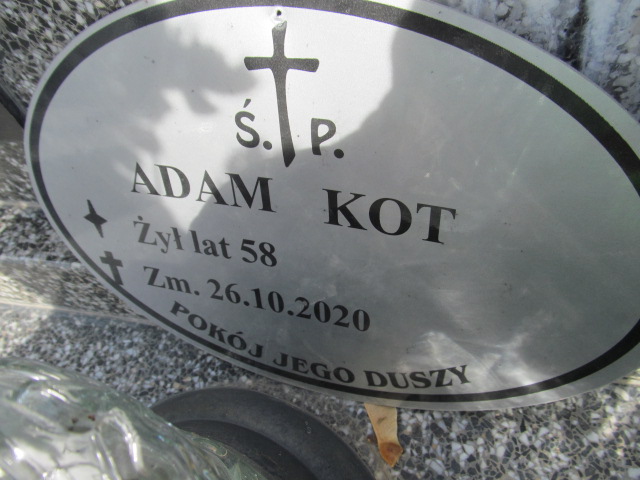 Ś. P.
ADAM KOT
Żył lat 58
Zm. 26.10.2020
POKÓJ JEGO DUSZY